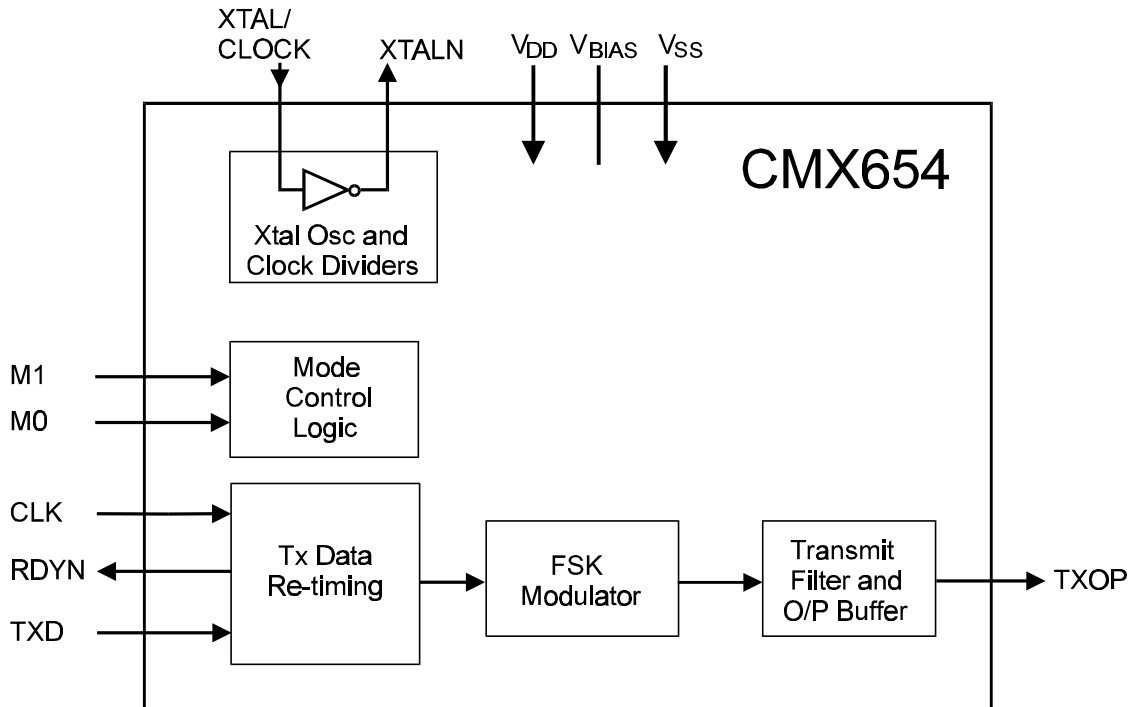 XTAL/
CLOCK
XTALN
VDD
VBIAS
VSS
CMX654
Xtal Osc and
Clock Dividers
M1
M0
Mode
Control
Logic
CLK
RDYN
TXD
Tx Data
Re-timing
FSK
Modulator
Transmit
Filter and
O/P Buffer
TXOP